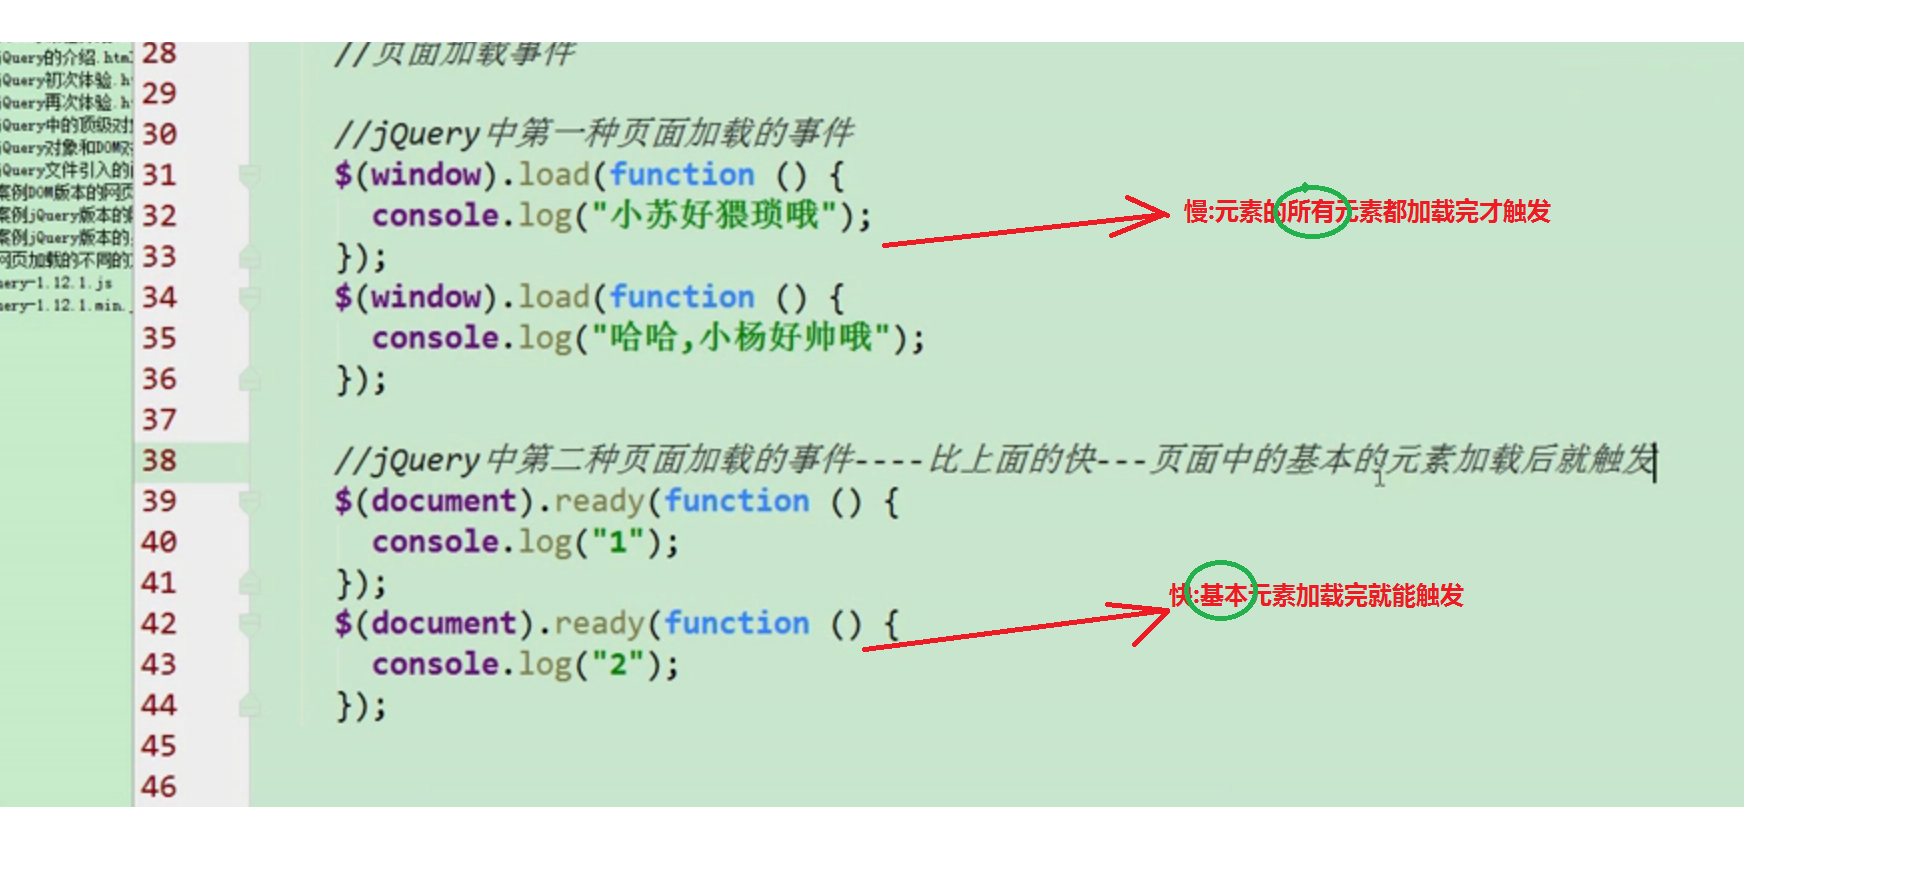 jQuery的介绍.html
jQuery初次体验.h
jQuery再次体验.h
jQuery中的顶级对
jQuery对象和DOM对
jQuery文件引入的
案例DOM版本的网页
案例jQuery版本的
案例jQuery版本的
网页加载的不同的
uery-1.12.1.js
uery-1.12.1.min.
28 //页面加载事件
29
30 //jQuery中第一种页面加载的事件
31 $(window).load(function () {
32 console.log("小苏好猥琐哦");
慢:元素的所有元素都加载完才触发
33 });
34 $(window).load(function () {
35 console.log("哈哈,小杨好帅哦");
36 });
37
38 //jQuery中第二种页面加载的事件----比上面的快---页面中的基本的元素加载后就触发
39 $(document).ready(function () {
40 console.log("1");
41 });
快:基本元素加载完就能触发
42 $(document).ready(function () {
43 console.log("2");
44 });
45
46